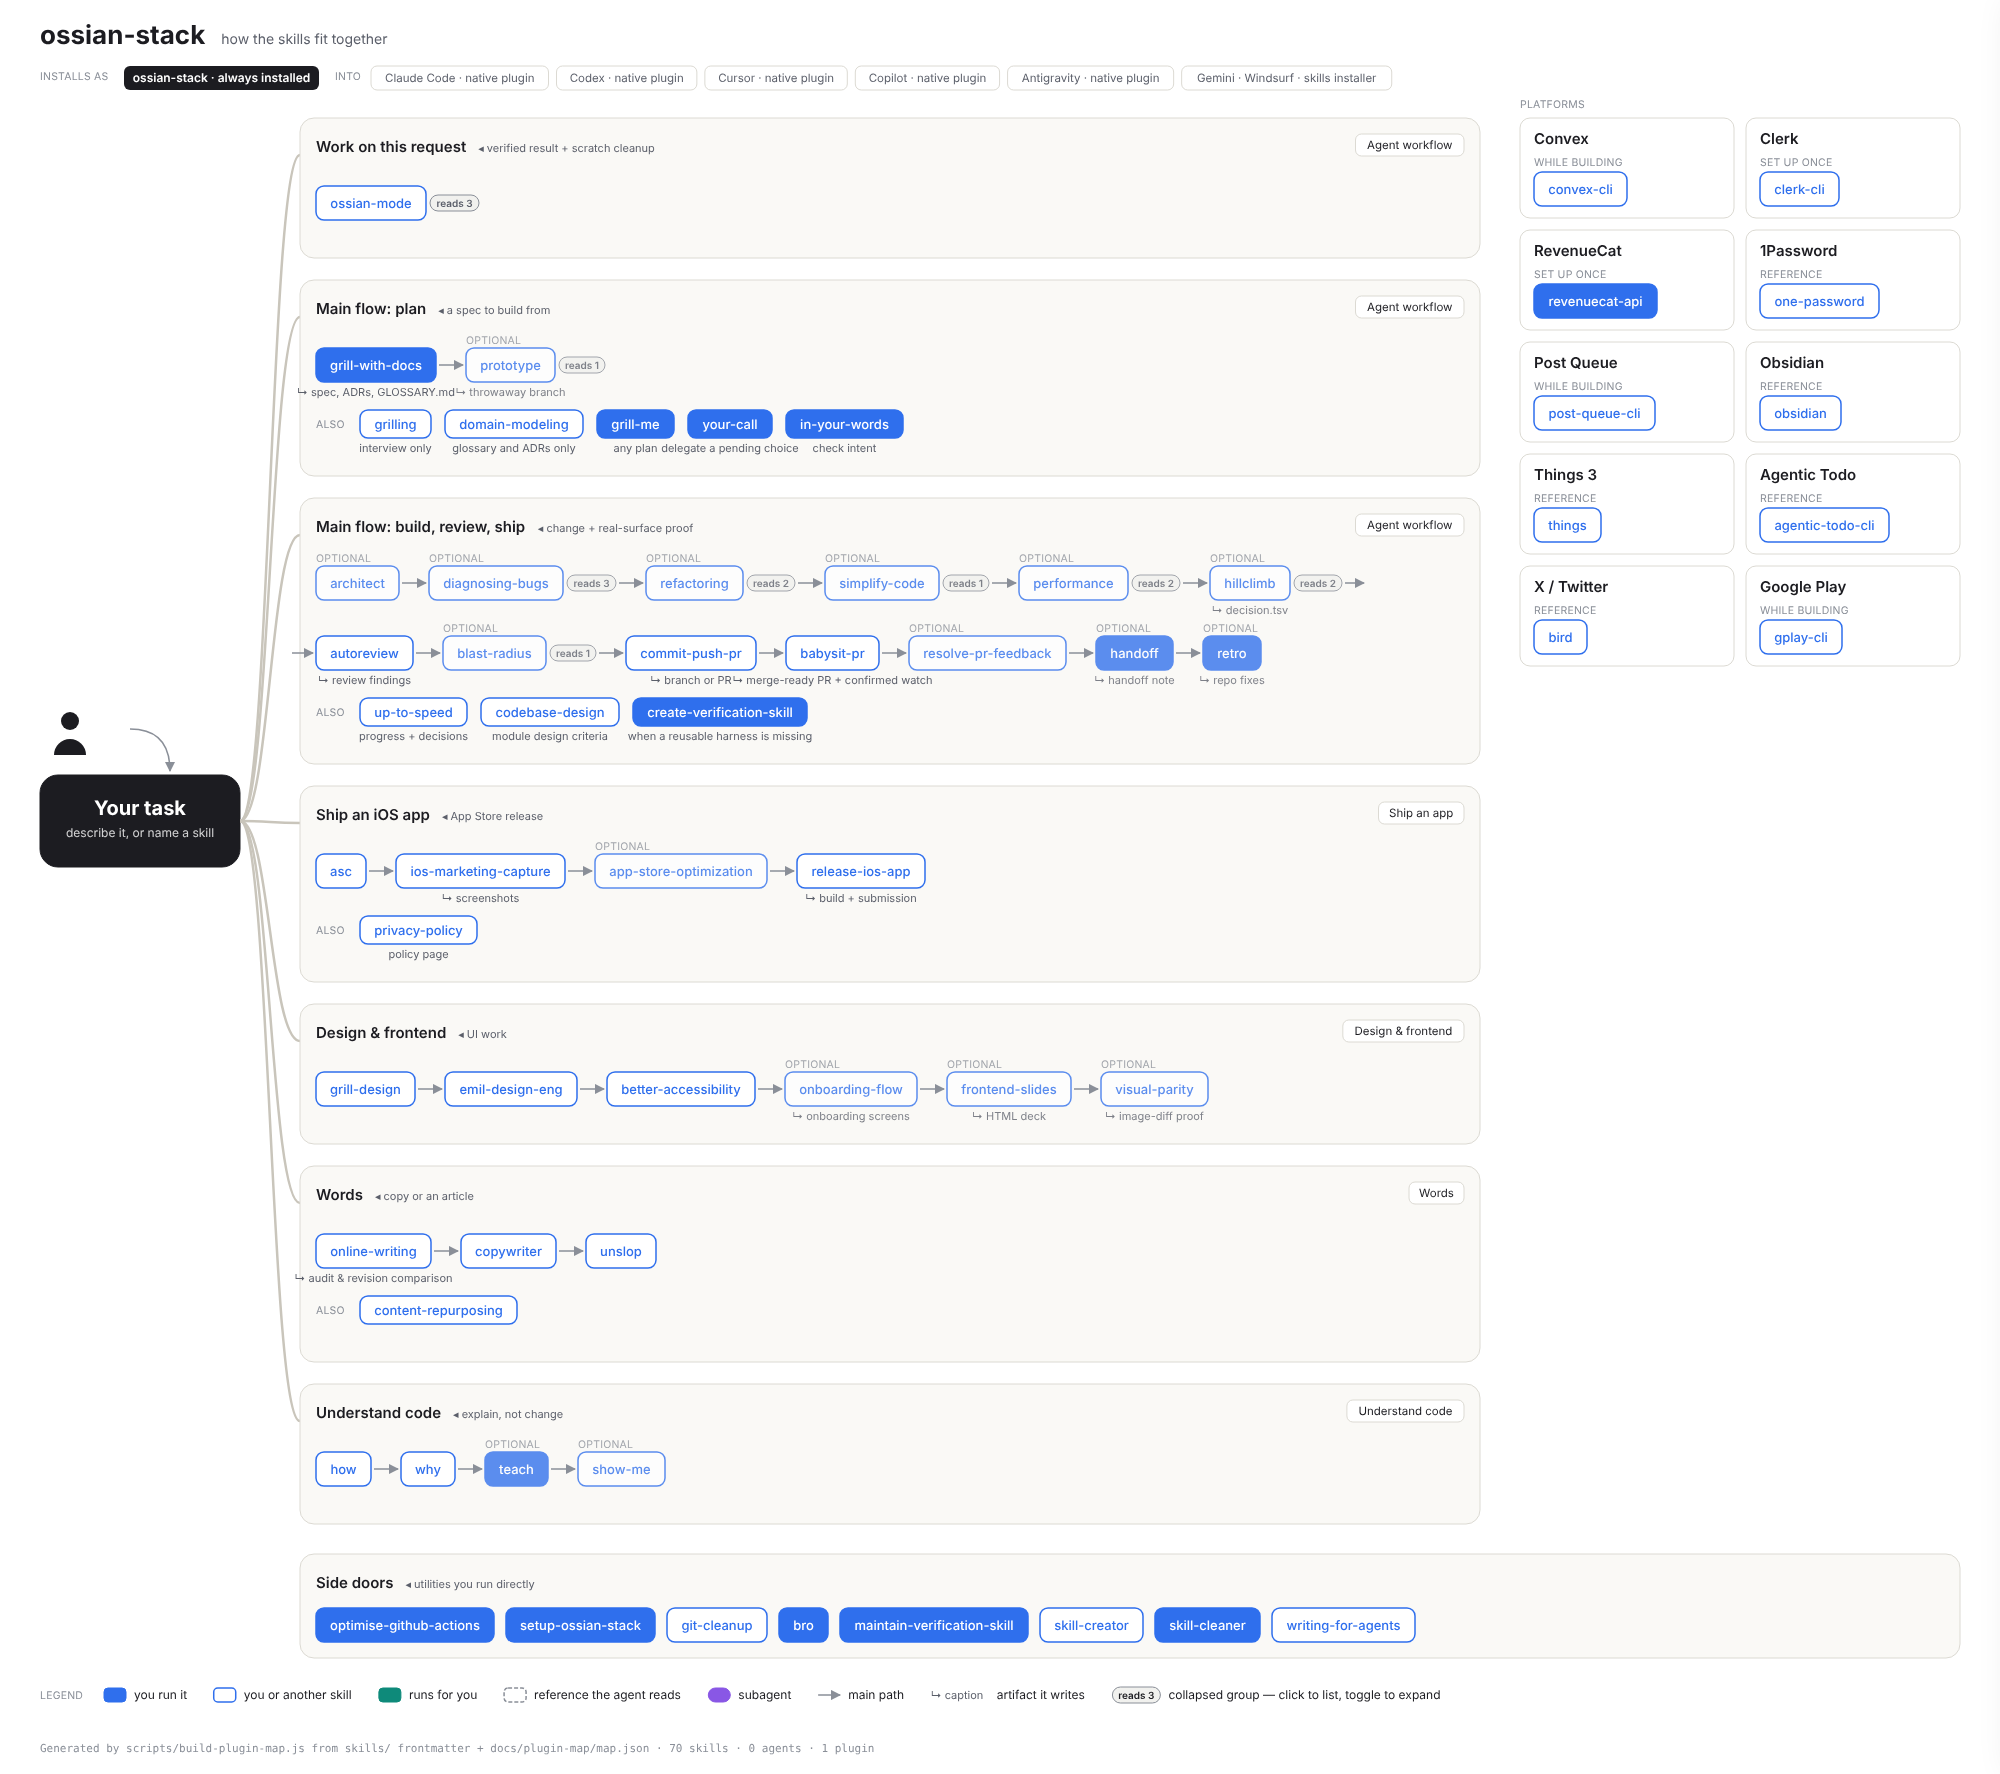 ossian-stack how the skills fit together
INSTALLS AS ossian-stack · always installed INTO Claude Code · native plugin Codex · native plugin Cursor · native plugin Copilot · native plugin Antigravity · native plugin Gemini · Windsurf · skills installer
Work on this request ◂ verified result + scratch cleanup Agent workflow
ossian-mode reads 3
Main flow: plan ◂ a spec to build from Agent workflow
OPTIONAL
grill-with-docs prototype reads 1
↳ spec, ADRs, GLOSSARY.md ↳ throwaway branch
ALSO grilling domain-modeling grill-me your-call in-your-words
interview only glossary and ADRs only any plan delegate a pending choice check intent
Main flow: build, review, ship ◂ change + real-surface proof Agent workflow
OPTIONAL OPTIONAL OPTIONAL OPTIONAL OPTIONAL OPTIONAL
architect diagnosing-bugs reads 3 refactoring reads 2 simplify-code reads 1 performance reads 2 hillclimb reads 2
↳ decision.tsv
OPTIONAL OPTIONAL OPTIONAL OPTIONAL
autoreview blast-radius reads 1 commit-push-pr babysit-pr resolve-pr-feedback handoff retro
↳ review findings ↳ branch or PR ↳ merge-ready PR + confirmed watch ↳ handoff note ↳ repo fixes
ALSO up-to-speed codebase-design create-verification-skill
progress + decisions module design criteria when a reusable harness is missing
Your task
describe it, or name a skill
Ship an iOS app ◂ App Store release Ship an app
OPTIONAL
asc ios-marketing-capture app-store-optimization release-ios-app
↳ screenshots ↳ build + submission
ALSO privacy-policy
policy page
Design & frontend ◂ UI work Design & frontend
OPTIONAL OPTIONAL OPTIONAL
grill-design emil-design-eng better-accessibility onboarding-flow frontend-slides visual-parity
↳ onboarding screens ↳ HTML deck ↳ image-diff proof
Words ◂ copy or an article Words
online-writing copywriter unslop
↳ audit & revision comparison
ALSO content-repurposing
Understand code ◂ explain, not change Understand code
OPTIONAL OPTIONAL
how why teach show-me
PLATFORMS
Convex Clerk
WHILE BUILDING SET UP ONCE
convex-cli clerk-cli
RevenueCat 1Password
SET UP ONCE REFERENCE
revenuecat-api one-password
Post Queue Obsidian
WHILE BUILDING REFERENCE
post-queue-cli obsidian
Things 3 Agentic Todo
REFERENCE REFERENCE
things agentic-todo-cli
X / Twitter Google Play
REFERENCE WHILE BUILDING
bird gplay-cli
Side doors ◂ utilities you run directly
optimise-github-actions setup-ossian-stack git-cleanup bro maintain-verification-skill skill-creator skill-cleaner writing-for-agents
LEGEND you run it you or another skill runs for you reference the agent reads subagent main path ↳ caption artifact it writes reads 3 collapsed group — click to list, toggle to expand
Generated by scripts/build-plugin-map.js from skills/ frontmatter + docs/plugin-map/map.json · 70 skills · 0 agents · 1 plugin